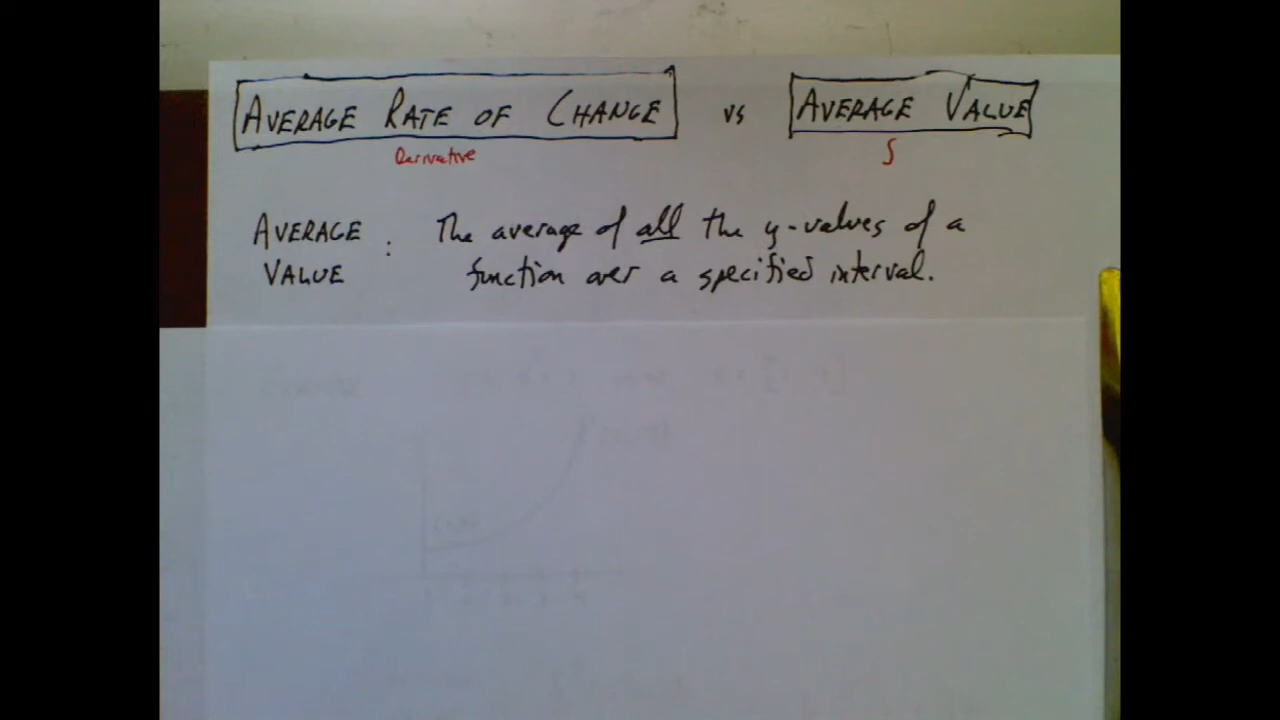 AVERAGE RATE OF CHANGE vs AVERAGE VALUE
Derivative ∫
AVERAGE : The average of all the y-values of a
VALUE function over a specified interval.